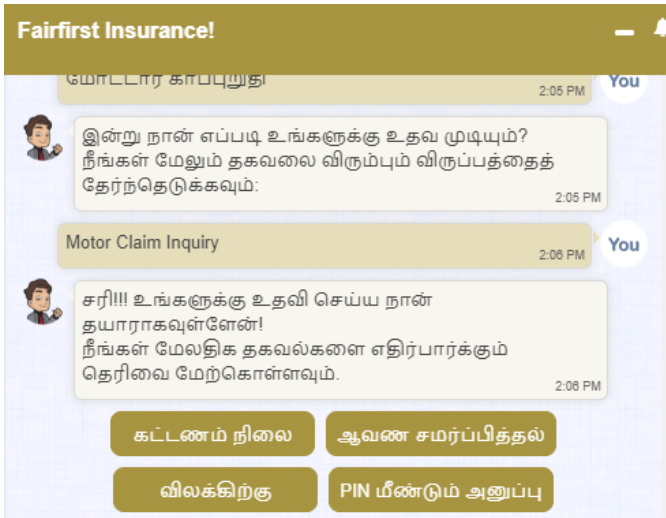 Fairfirst Insurance!
மோட்டார் காப்புறுதி
2:05 PM
You
இன்று நான் எப்படி உங்களுக்கு உதவ முடியும்?
நீங்கள் மேலும் தகவலை விரும்பும் விருப்பத்தைத்
தேர்ந்தெடுக்கவும்:
2:05 PM
Motor Claim Inquiry
2:06 PM
You
சரி!!! உங்களுக்கு உதவி செய்ய நான்
தயாராகவுள்ளேன்!
நீங்கள் மேலதிக தகவல்களை எதிர்பார்க்கும்
தெரிவை மேற்கொள்ளவும்.
2:06 PM
கட்டணம் நிலை
ஆவண சமர்ப்பித்தல்
விலக்கிற்கு
PIN மீண்டும் அனுப்பு